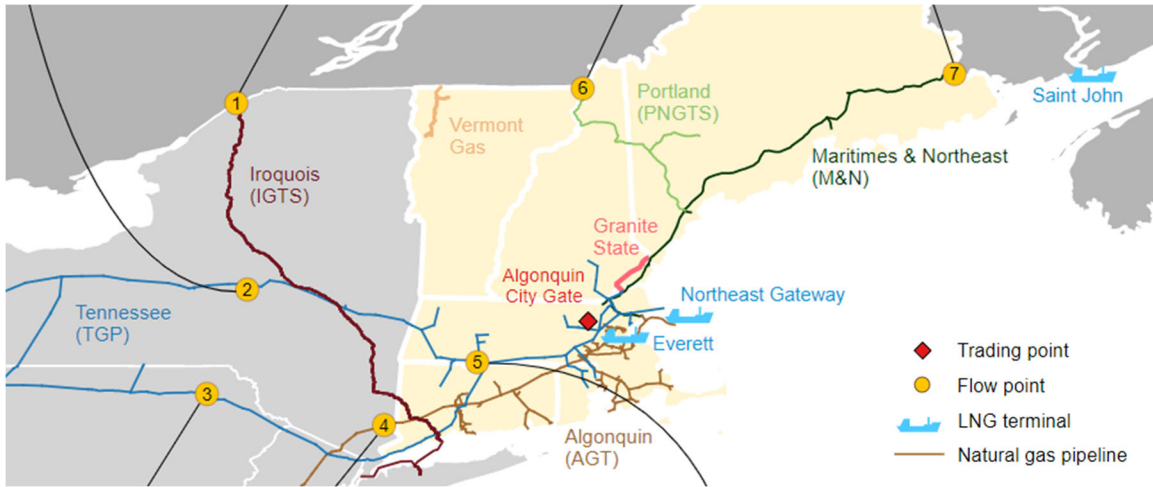 1
6
7
Saint John
Portland
(PNGTS)
Vermont
Gas
Maritimes & Northeast
(M&N)
Iroquois
(IGTS)
Granite
State
Algonquin
City Gate
2
Northeast Gateway
Tennessee
(TGP)
Everett
5
Trading point
3
Flow point
4
LNG terminal
Algonquin
(AGT)
Natural gas pipeline